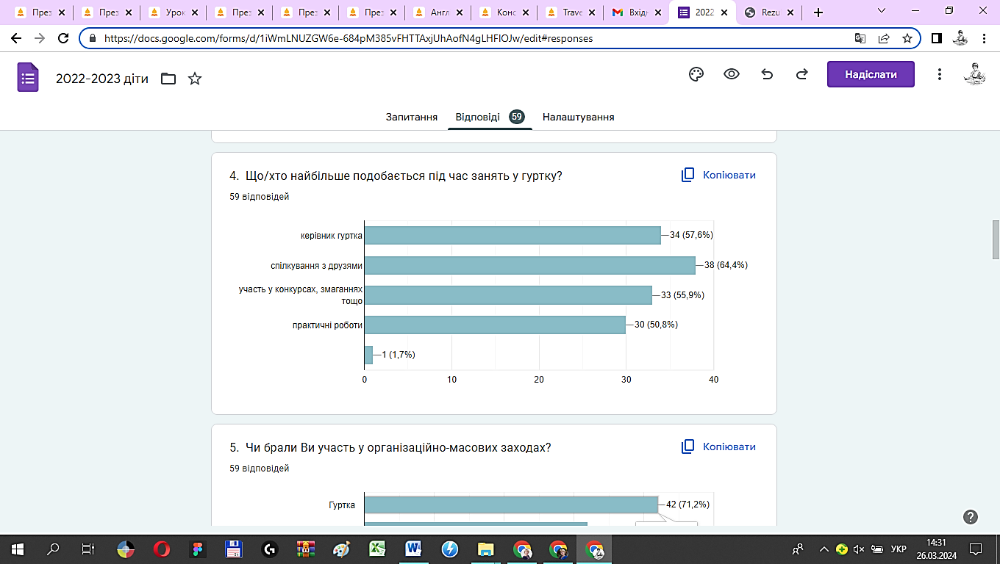 През
През
Урок
През
През
През
Англ
Конс
Trave
Вхідн
2022
Rezu
https://docs.google.com/forms/d/1iWmLNUZGW6e-684pM385vFHTTAxjUhAofN4gLHFlOJw/edit#responses
2022-2023 діти
Надіслати
Запитання
Відповіді 59
Налаштування
4. Що/хто найбільше подобається під час занять у гуртку?
Копіювати
59 відповідей
керівник гуртка
34 (57,6%)
спілкування з друзями
38 (64,4%)
участь у конкурсах, змаганнях
тощо
33 (55,9%)
практичні роботи
30 (50,8%)
1 (1,7%)
0 10 20 30 40
5. Чи брали Ви участь у організаційно-масових заходах?
Копіювати
59 відповідей
Гуртка
42 (71,2%)
УКР
14:31
26.03.2024